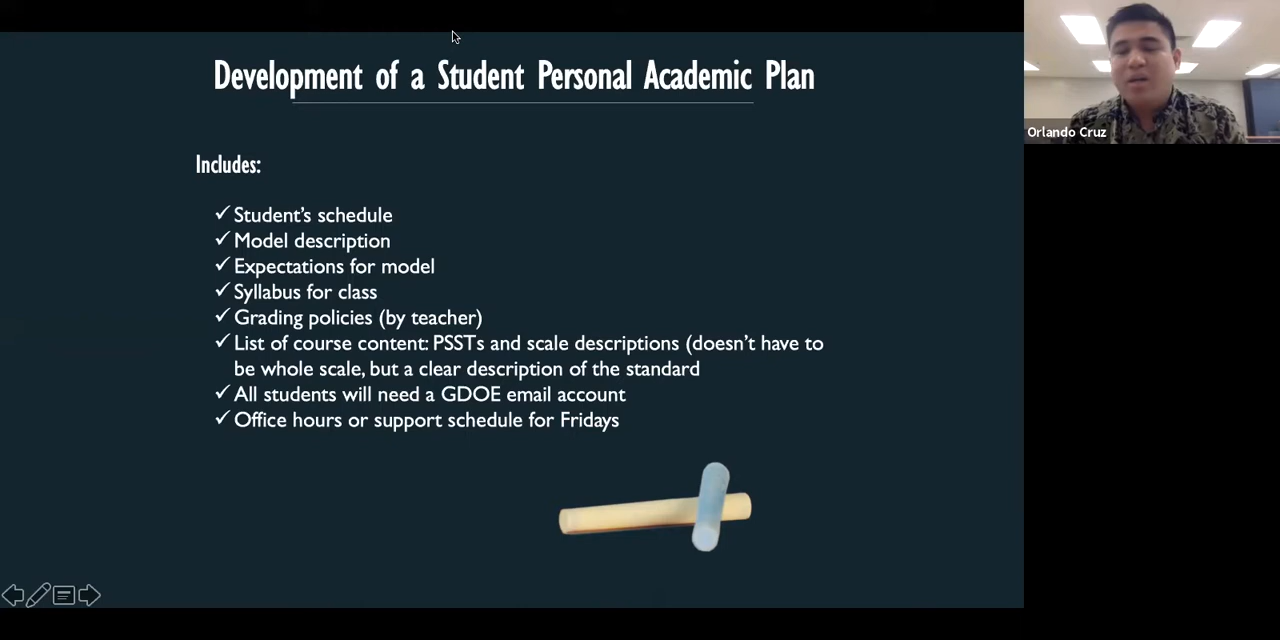 Development of a Student Personal Academic Plan
Orlando Cruz
Includes:
✓ Student's schedule
✓ Model description
✓ Expectations for model
✓ Syllabus for class
✓ Grading policies (by teacher)
✓ List of course content: PSSTs and scale descriptions (doesn't have to
be whole scale, but a clear description of the standard
✓ All students will need a GDOE email account
✓ Office hours or support schedule for Fridays